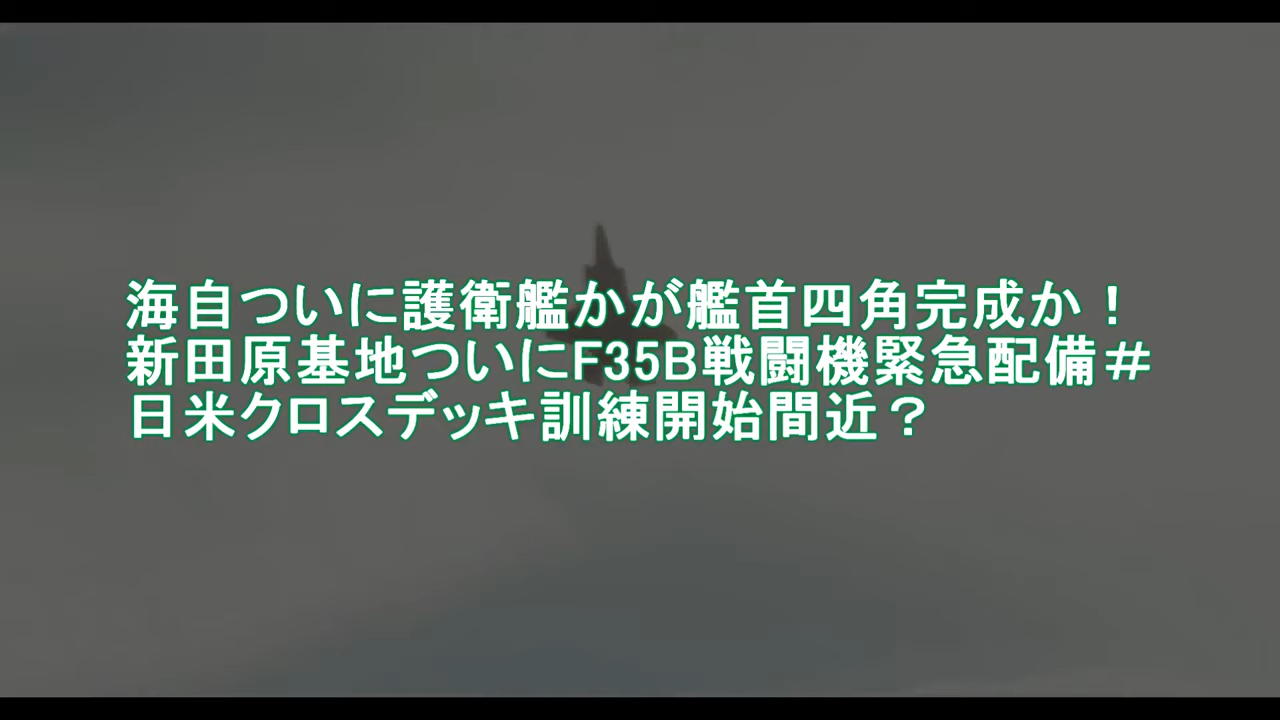 海自ついに護衛艦かが艦首四角完成か！
新田原基地ついにF35B戦闘機緊急配備＃
日米クロスデッキ訓練開始間近？